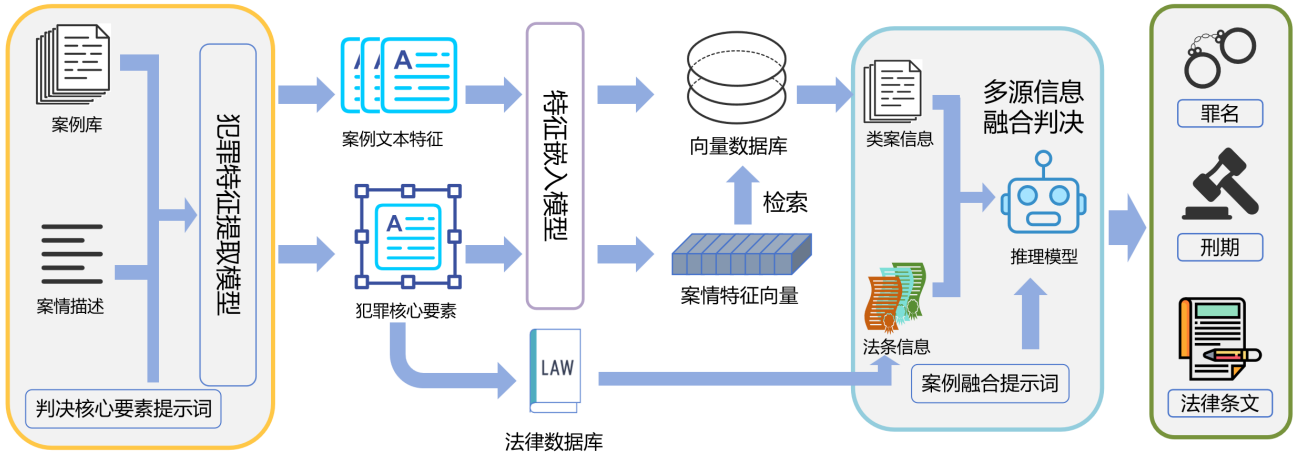 案例库
案情描述
判决核心要素提示词
犯罪特征提取模型
A
A
A
案例文本特征
A
犯罪核心要素
特征嵌入模型
LAW
法律数据库
向量数据库
检索
案情特征向量
类案信息
法条信息
多源信息
融合判决
推理模型
案例融合提示词
罪名
刑期
法律条文